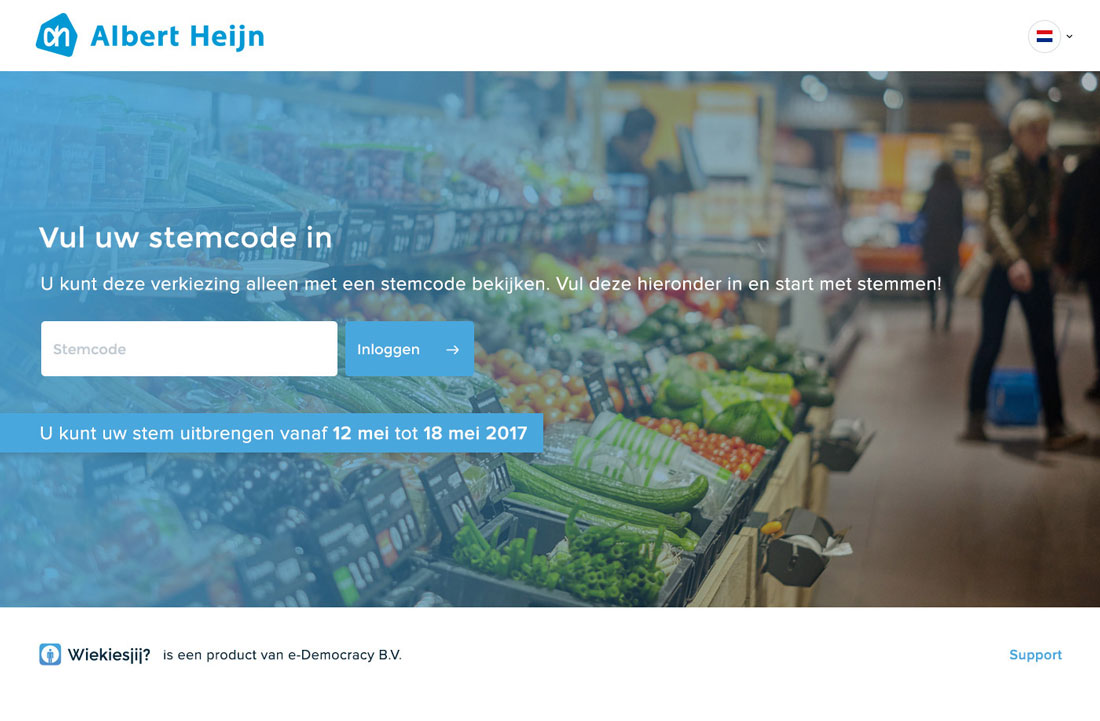 Albert Heijn
Vul uw stemcode in
U kunt deze verkiezing alleen met een stemcode bekijken. Vul deze hieronder in en start met stemmen!
Stemcode
Inloggen →
U kunt uw stem uitbrengen vanaf 12 mei tot 18 mei 2017
Wiekiesjij? is een product van e-Democracy B.V.
Support